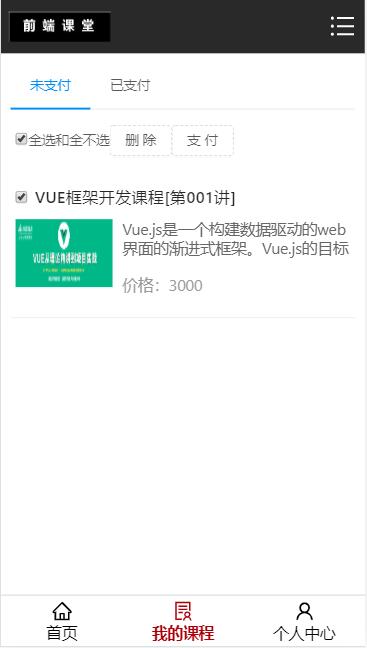 前端课堂
未支付 已支付
全选和全不选 删 除 支 付
VUE框架开发课程[第001讲]
Vue.js是一个构建数据驱动的web
界面的渐进式框架。Vue.js的目标
价格：3000
首页 我的课程 个人中心